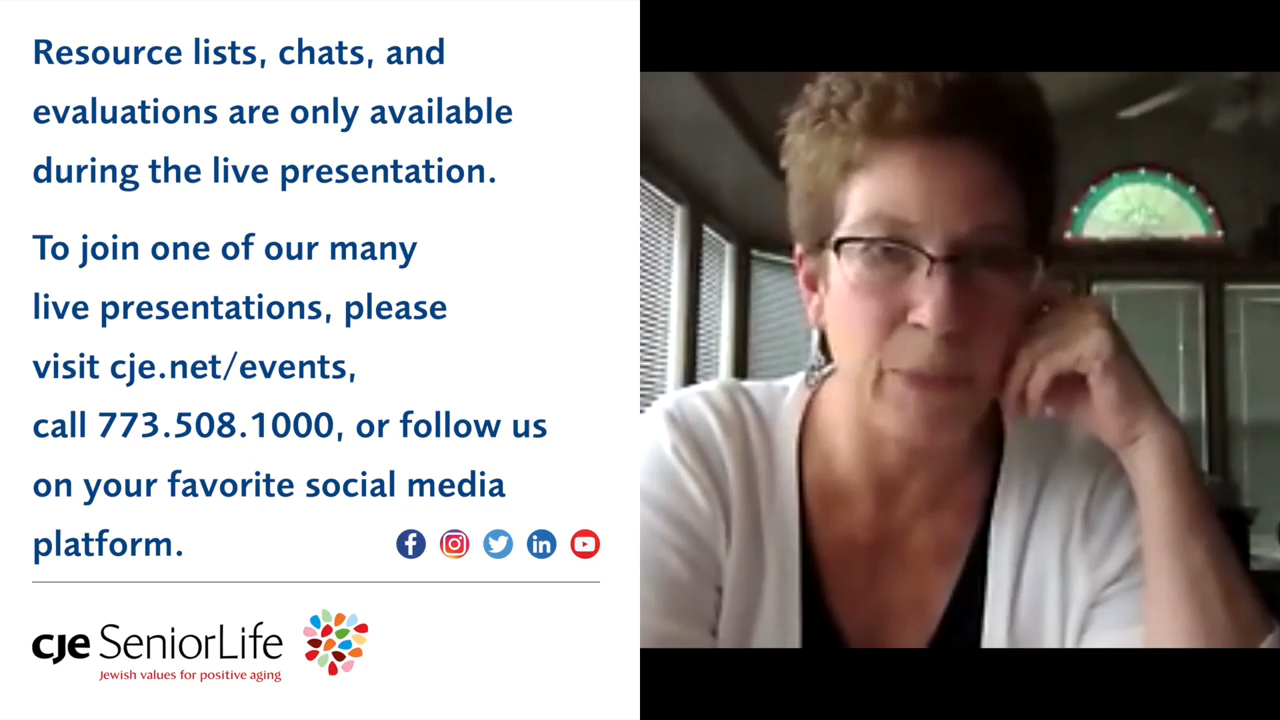 Resource lists, chats, and
evaluations are only available
during the live presentation.
To join one of our many
live presentations, please
visit cje.net/events,
call 773.508.1000, or follow us
on your favorite social media
platform.
cje SeniorLife
Jewish values for positive aging